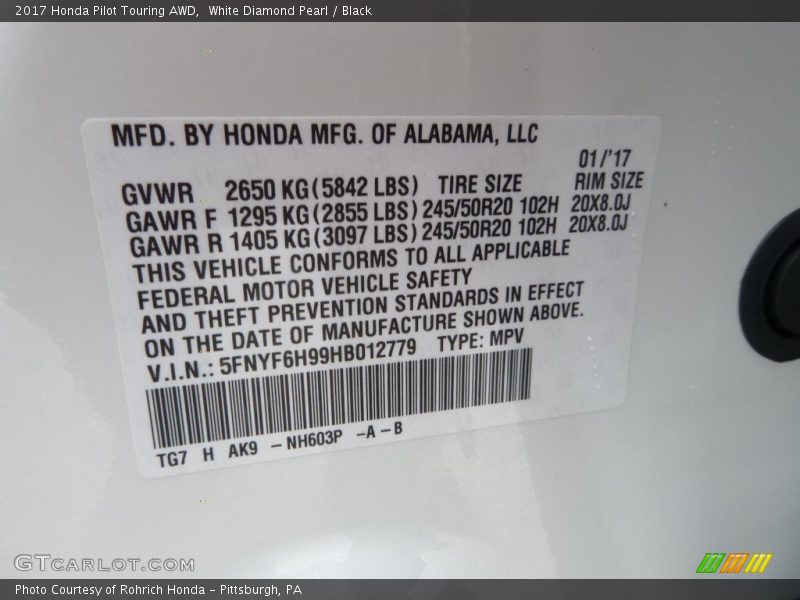 2017 Honda Pilot Touring AWD,  White Diamond Pearl / Black
MFD. BY HONDA MFG. OF ALABAMA, LLC
01/'17
GVWR 2650 KG(5842 LBS) TIRE SIZE RIM SIZE
GAWR F 1295 KG(2855 LBS) 245/50R20 102H 20X8.0J
GAWR R 1405 KG(3097 LBS) 245/50R20 102H 20X8.0J
THIS VEHICLE CONFORMS TO ALL APPLICABLE
FEDERAL MOTOR VEHICLE SAFETY
AND THEFT PREVENTION STANDARDS IN EFFECT
ON THE DATE OF MANUFACTURE SHOWN ABOVE.
V.I.N.: 5FNYF6H99HB012779 TYPE: MPV
TG7 H AK9 -NH603P -A-B
GTCARLOT.COM
Photo Courtesy of Rohrich Honda - Pittsburgh, PA